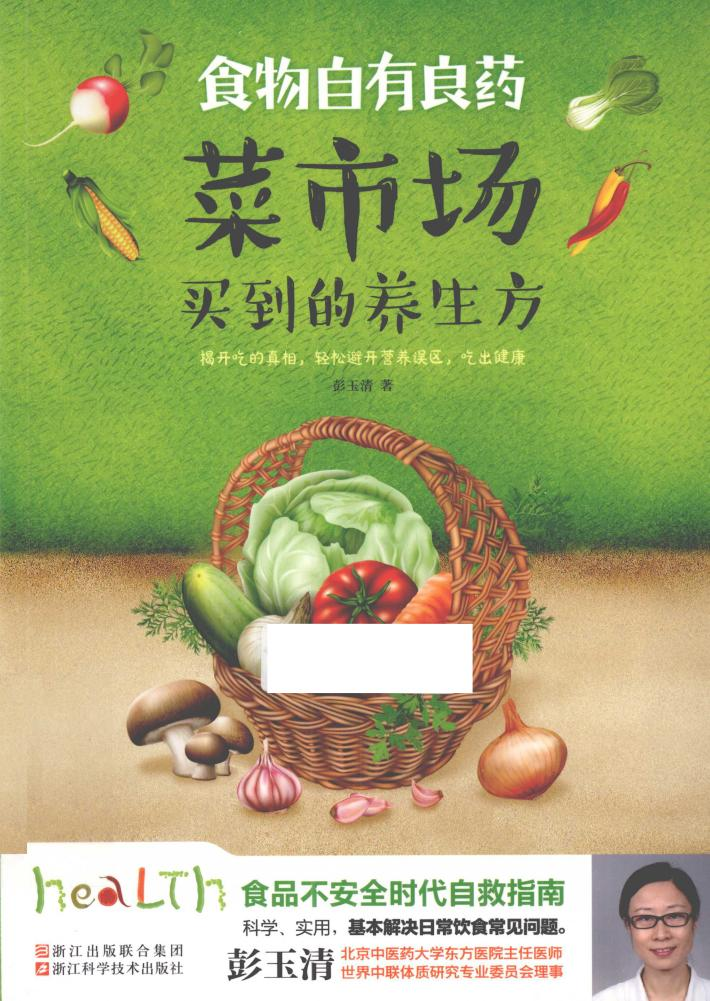 食物自有良药
菜市场
买到的养生方
揭开吃的真相，轻松避开营养误区，吃出健康
彭玉清 著
heaLTh 食品不安全时代自救指南
科学、实用，基本解决日常饮食常见问题。
浙江出版联合集团
浙江科学技术出版社
彭玉清
北京中医药大学东方医院主任医师
世界中联体质研究专业委员会理事